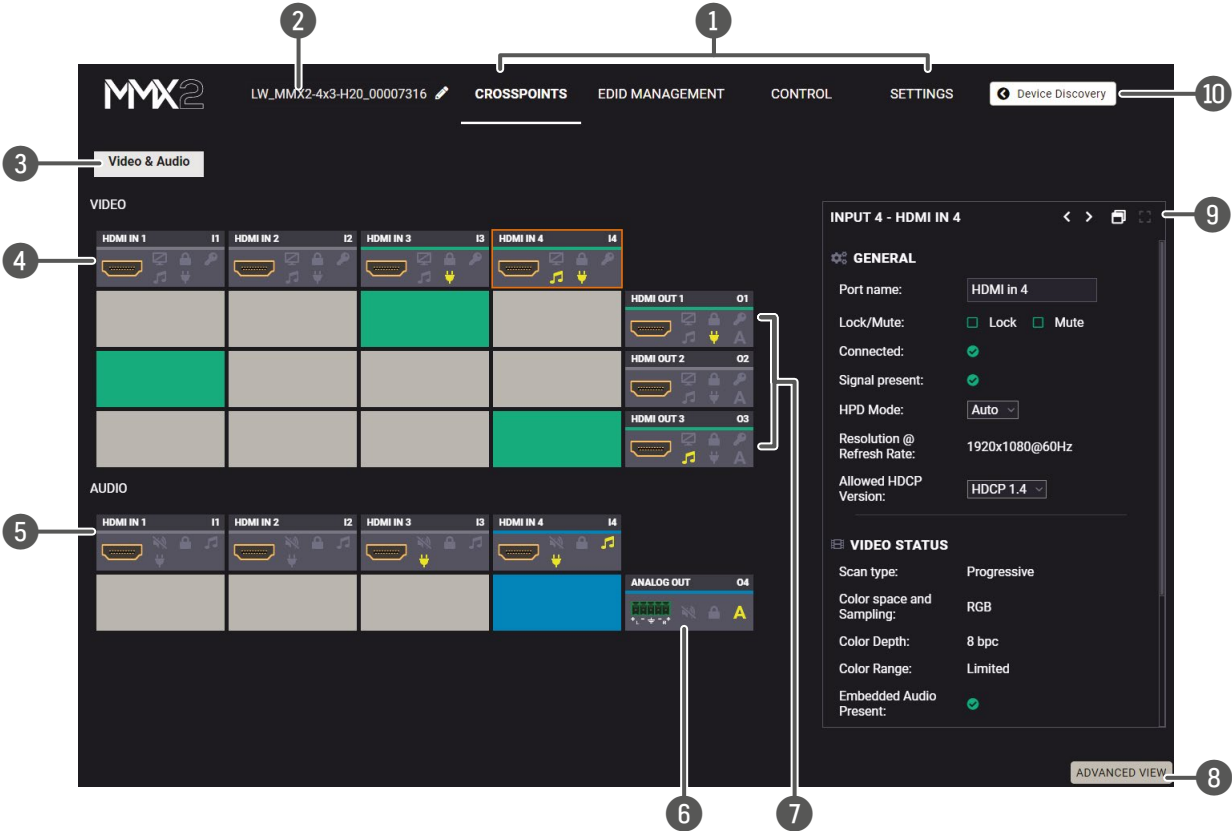 2
1
MMX2
LW_MMX2-4x3-H20_00007316
CROSSPOINTS
EDID MANAGEMENT
CONTROL
SETTINGS
Device Discovery
10
3
Video & Audio
VIDEO
4
HDMI IN 1 I1
HDMI IN 2 I2
HDMI IN 3 I3
HDMI IN 4 I4
HDMI OUT 1 O1
A
HDMI OUT 2 O2
A
HDMI OUT 3 O3
A
7
AUDIO
5
HDMI IN 1 I1
HDMI IN 2 I2
HDMI IN 3 I3
HDMI IN 4 I4
ANALOG OUT O4
+ L - - R +
A
6
INPUT 4 - HDMI IN 4
9
GENERAL
Port name: HDMI in 4
Lock/Mute: Lock Mute
Connected:
Signal present:
HPD Mode: Auto
Resolution @
Refresh Rate: 1920x1080@60Hz
Allowed HDCP
Version: HDCP 1.4
VIDEO STATUS
Scan type: Progressive
Color space and
Sampling: RGB
Color Depth: 8 bpc
Color Range: Limited
Embedded Audio
Present:
ADVANCED VIEW
8